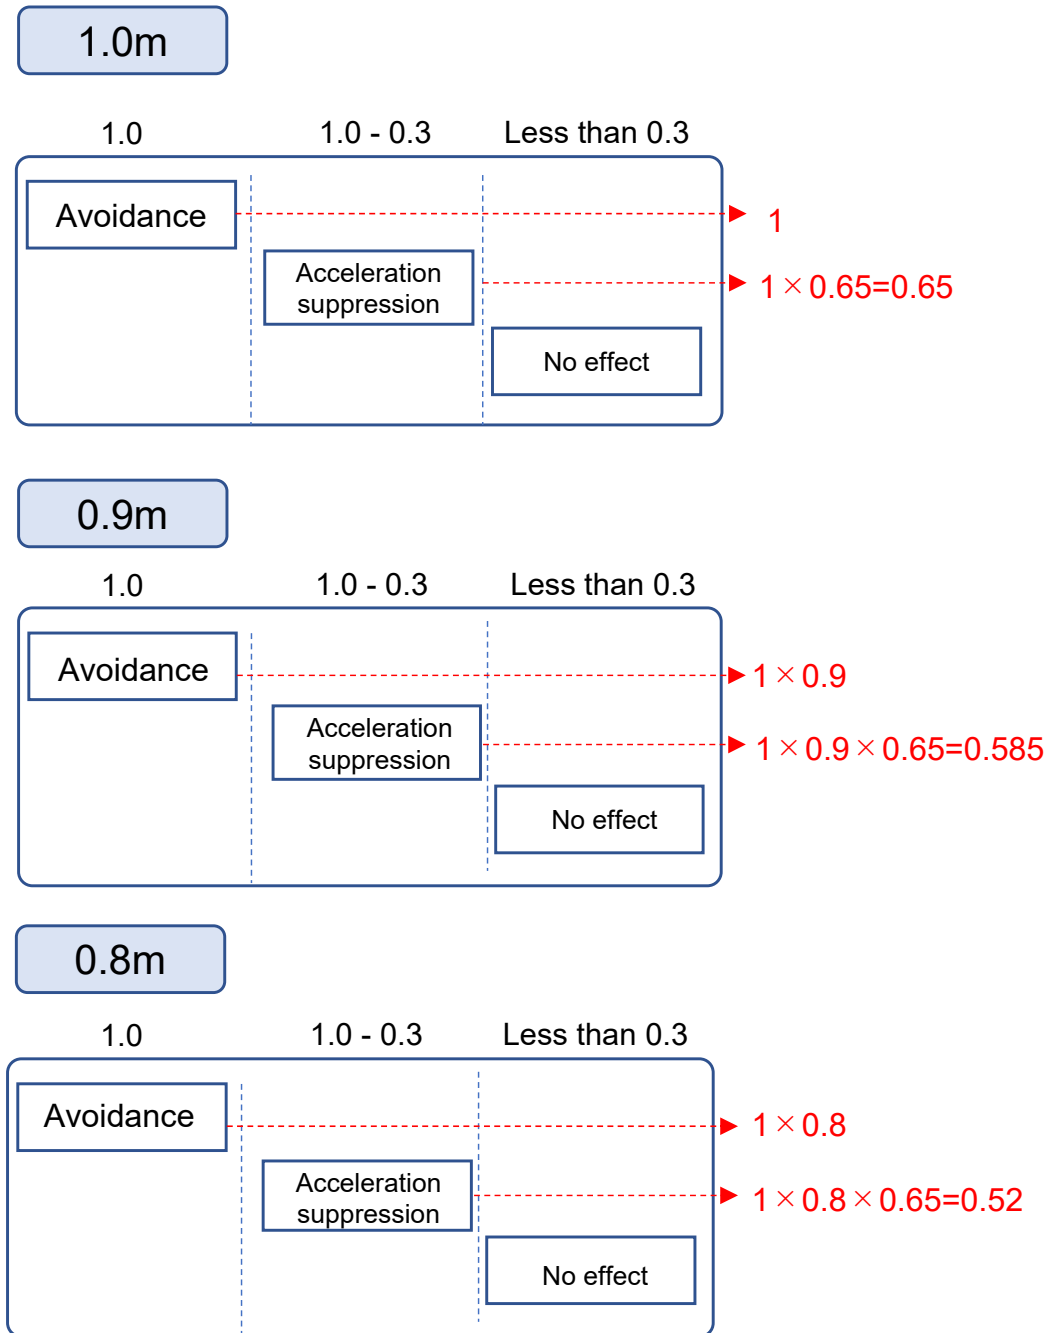 1.0m
1.0 1.0 - 0.3 Less than 0.3
Avoidance
1
Acceleration
suppression
1×0.65=0.65
No effect
0.9m
1.0 1.0 - 0.3 Less than 0.3
Avoidance
1×0.9
Acceleration
suppression
1×0.9×0.65=0.585
No effect
0.8m
1.0 1.0 - 0.3 Less than 0.3
Avoidance
1×0.8
Acceleration
suppression
1×0.8×0.65=0.52
No effect